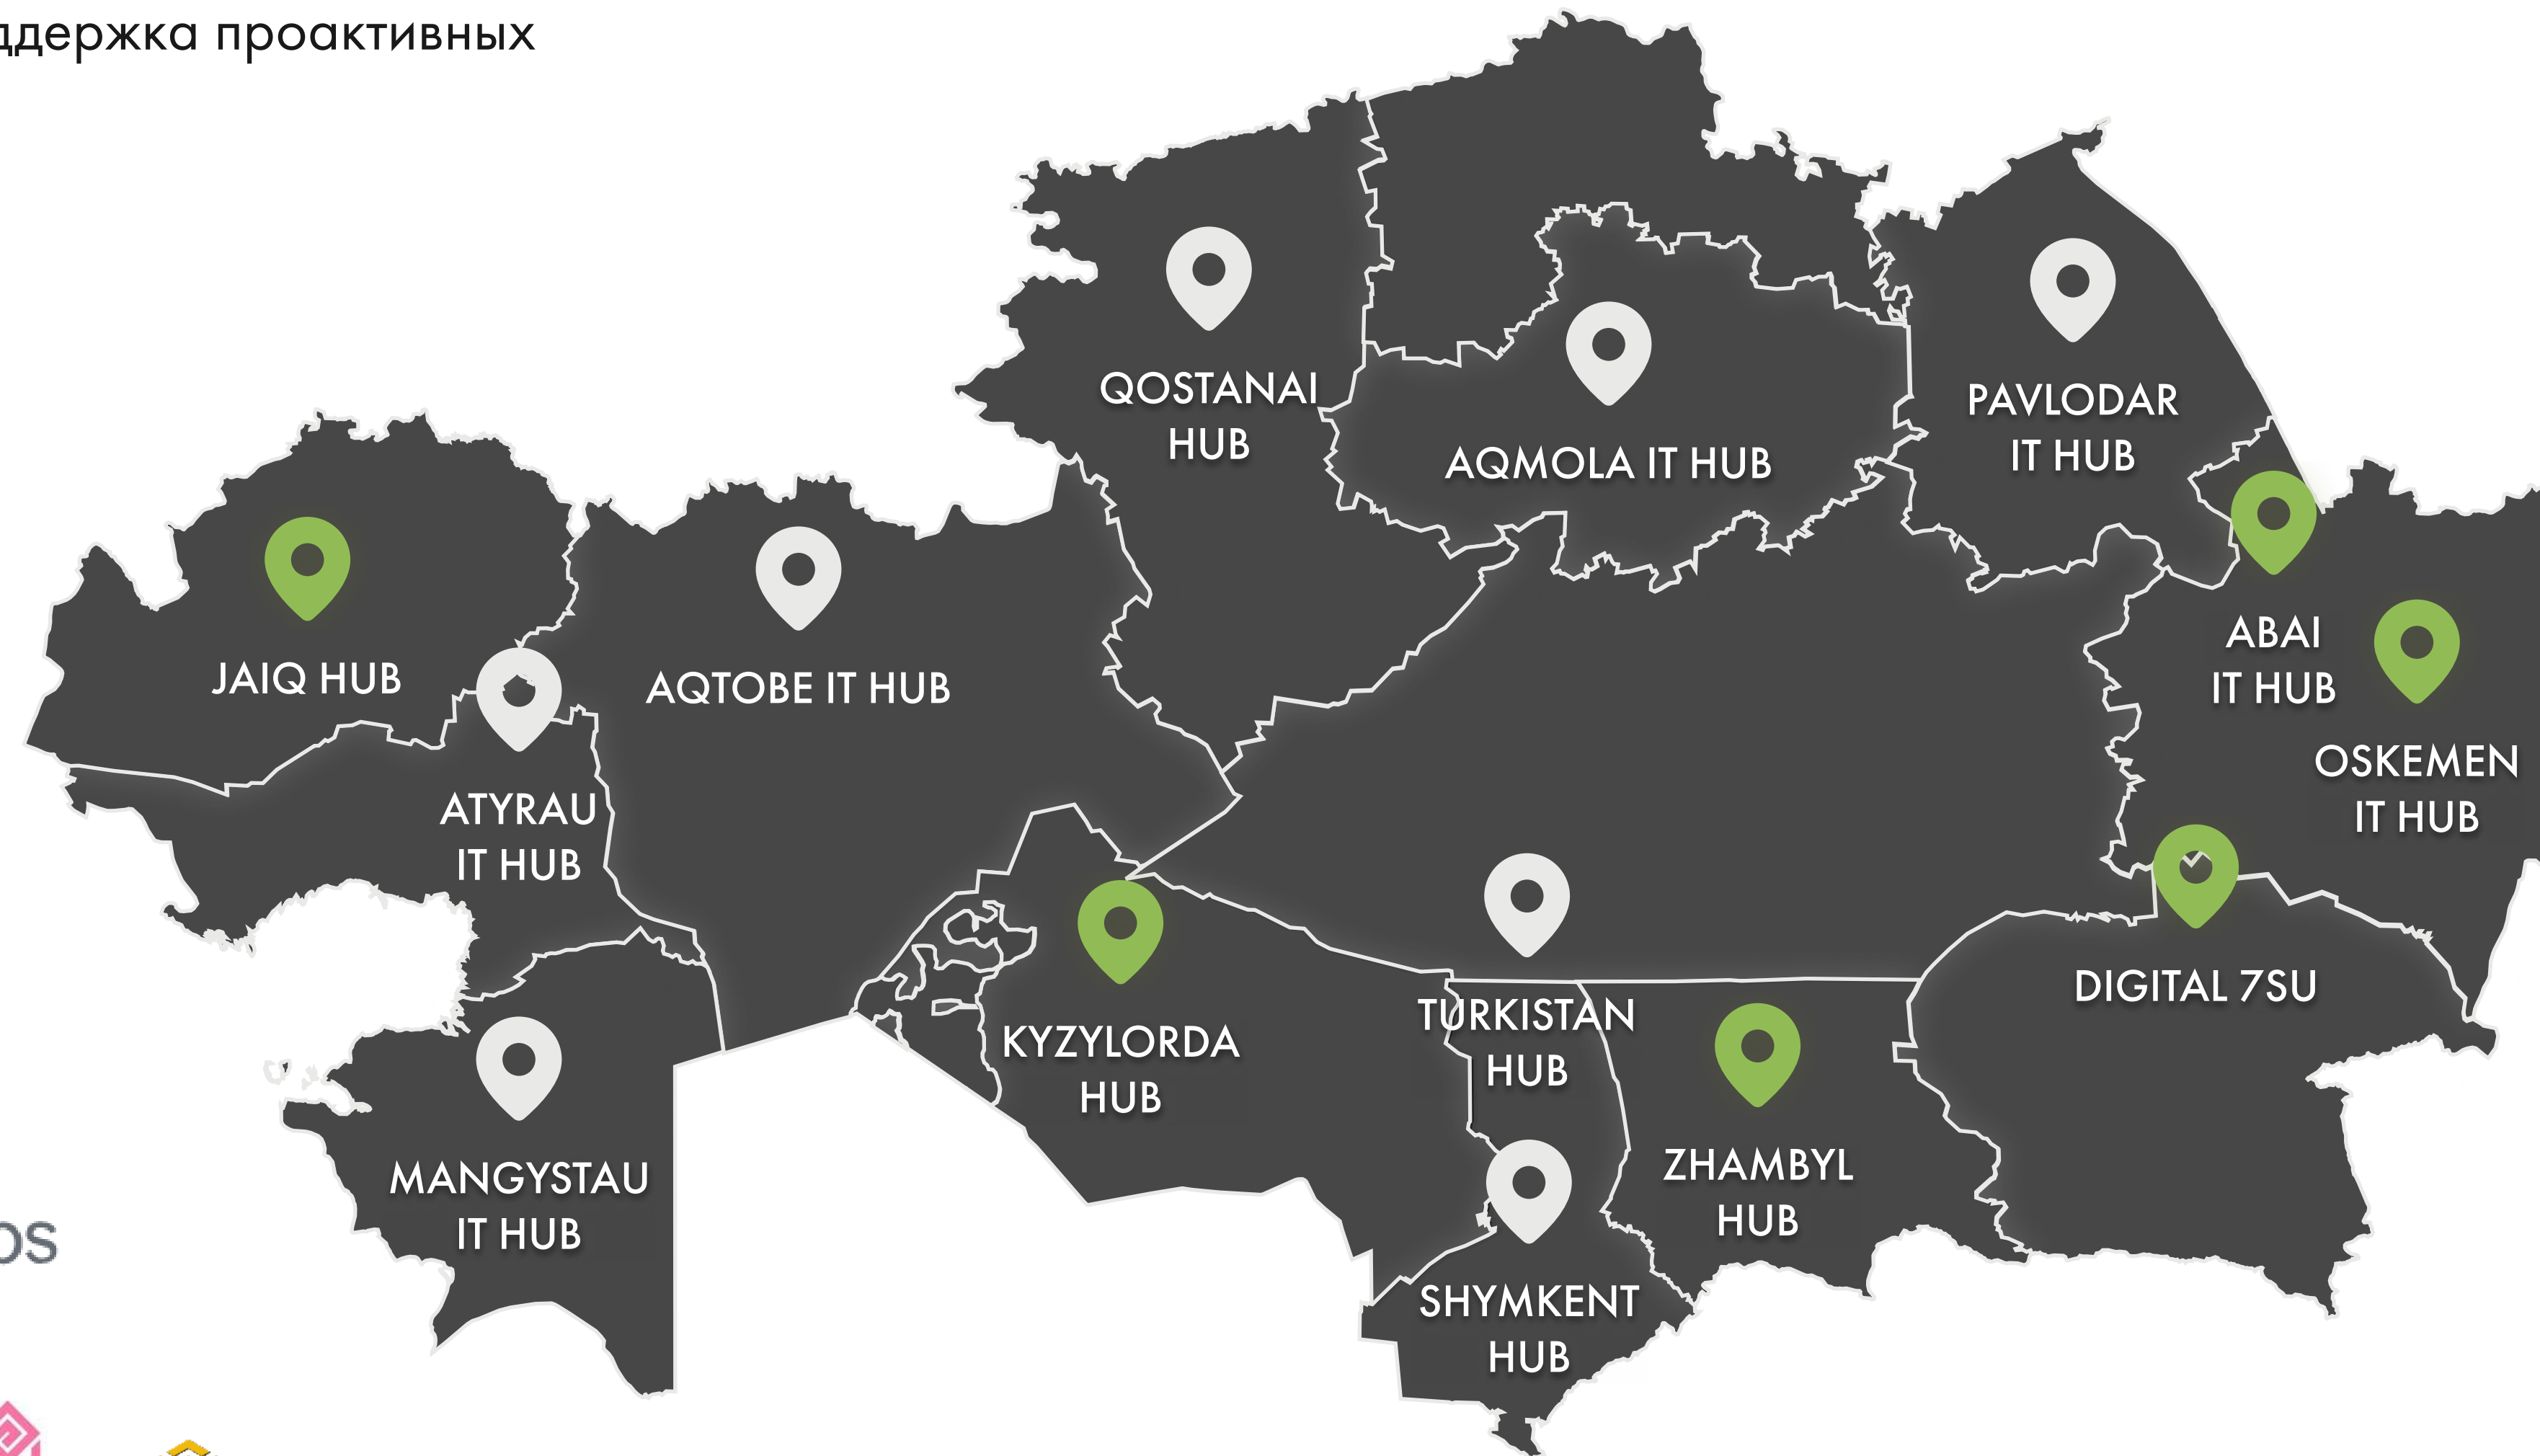 проактивных
QOSTANAI
HUB
PAVLODAR
IT HUB
AQMOLA IT HUB
ABAI
IT HUB
JAIQ HUB
AQTOBE IT HUB
OSKEMEN
IT HUB
ATYRAU
IT HUB
DIGITAL 7SU
TURKISTAN
HUB
KYZYLORDA
HUB
MANGYSTAU
IT HUB
ZHAMBYL
HUB
SHYMKENT
HUB